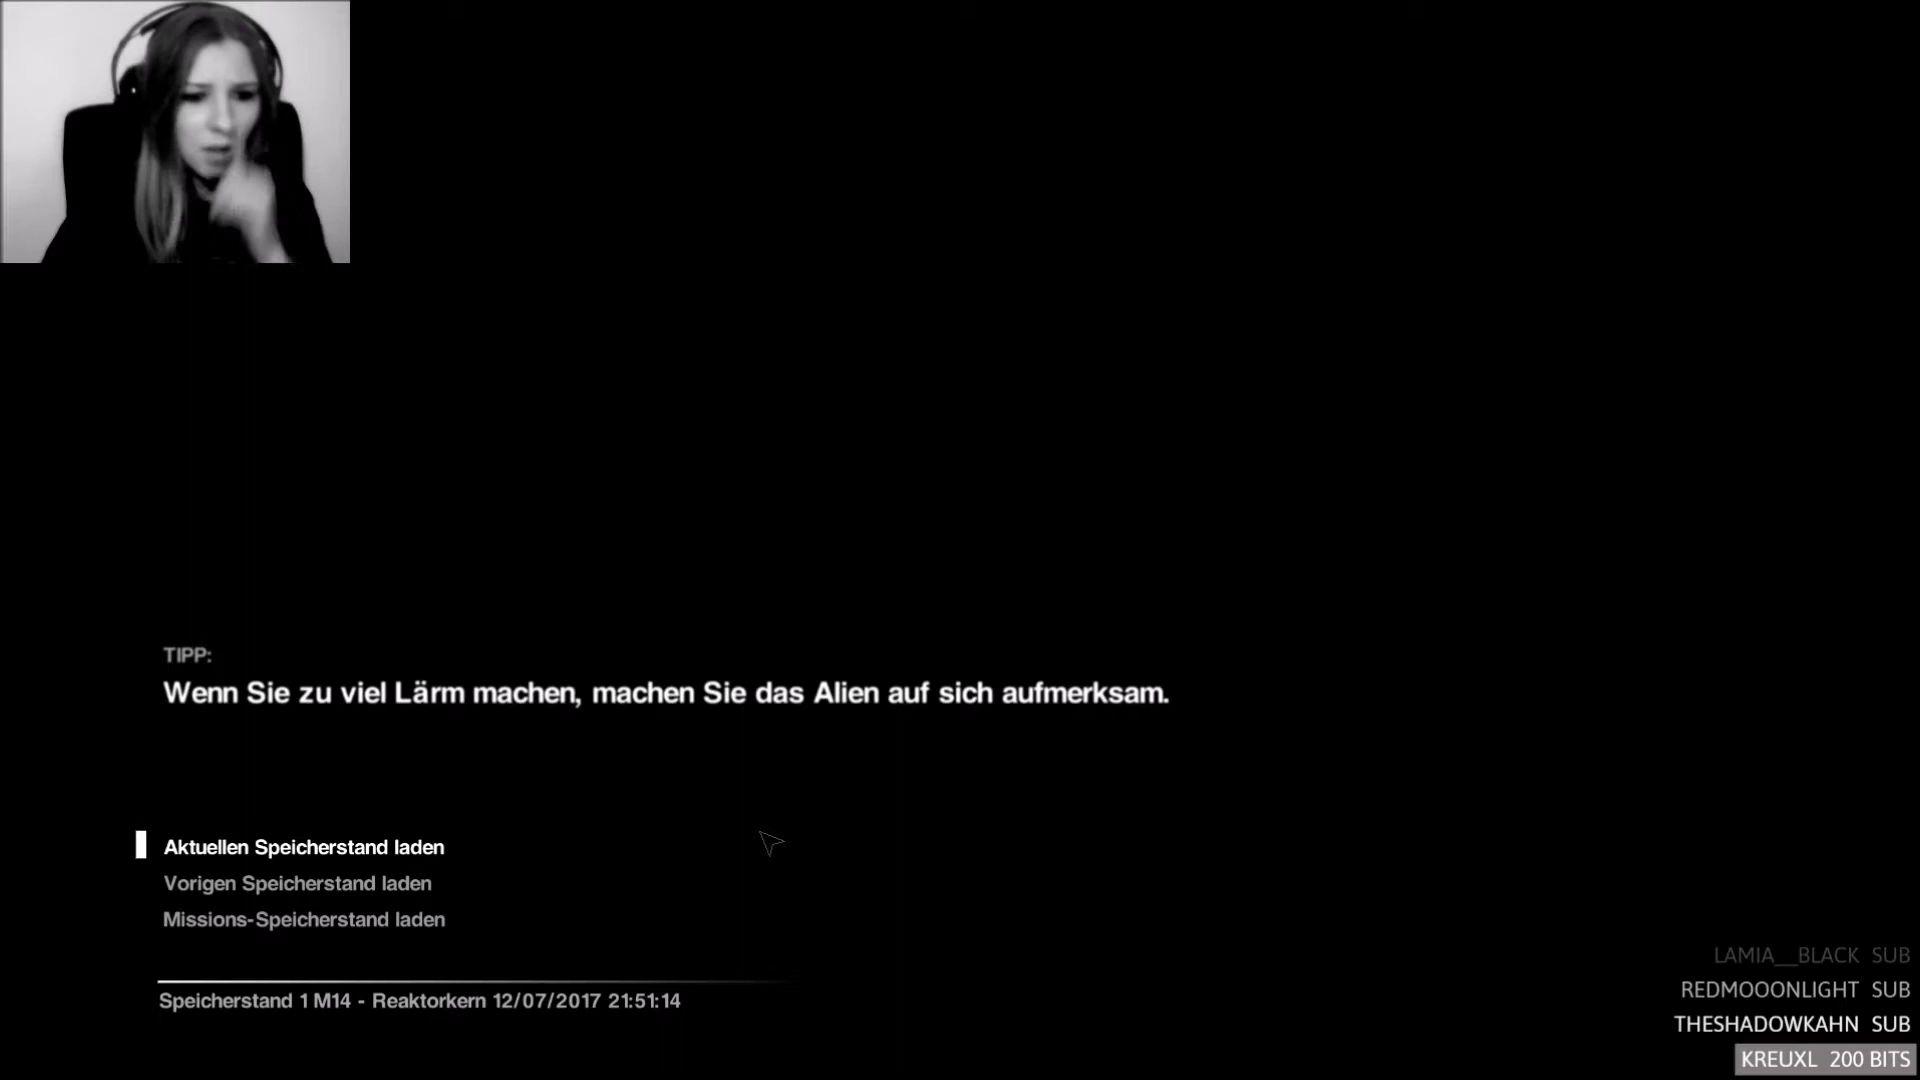 TIPP:
Wenn Sie zu viel Lärm machen, machen Sie das Alien auf sich aufmerksam.
Aktuellen Speicherstand laden
Vorigen Speicherstand laden
Missions-Speicherstand laden
Speicherstand 1 M14 - Reaktorkern 12/07/2017 21:51:14
LAMIA__BLACK SUB
REDMOOONLIGHT SUB
THESHADOWKAHN SUB
KREUXL 200 BITS